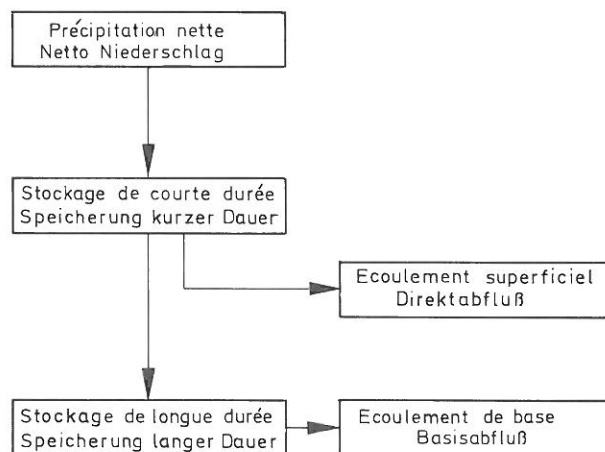 Précipitation nette
Netto Niederschlag
Stockage de courte durée
Speicherung kurzer Dauer
Ecoulement superficiel
Direktabfluß
Stockage de longue durée
Speicherung langer Dauer
Ecoulement de base
Basisabfluß